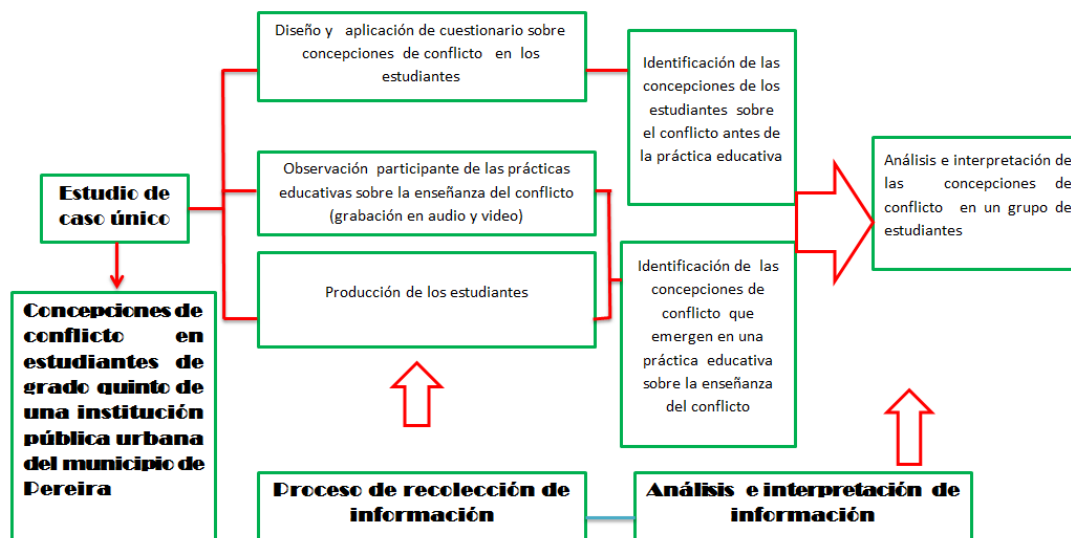 Diseño y aplicación de cuestionario sobre
concepciones de conflicto en los
estudiantes
Identificación de las
concepciones de los
estudiantes sobre
el conflicto antes de
la práctica educativa
Observación participante de las prácticas
educativas sobre la enseñanza del conflicto
(grabación en audio y video)
Análisis e interpretación de
las concepciones de
conflicto en un grupo de
estudiantes
Estudio de
caso único
Producción de los estudiantes
Identificación de las
concepciones de
conflicto que
emergen en una
práctica educativa
sobre la enseñanza
del conflicto
Concepciones de
conflicto en
estudiantes de
grado quinto de
una institución
pública urbana
del municipio de
Pereira
Proceso de recolección de
información
Análisis e interpretación de
información